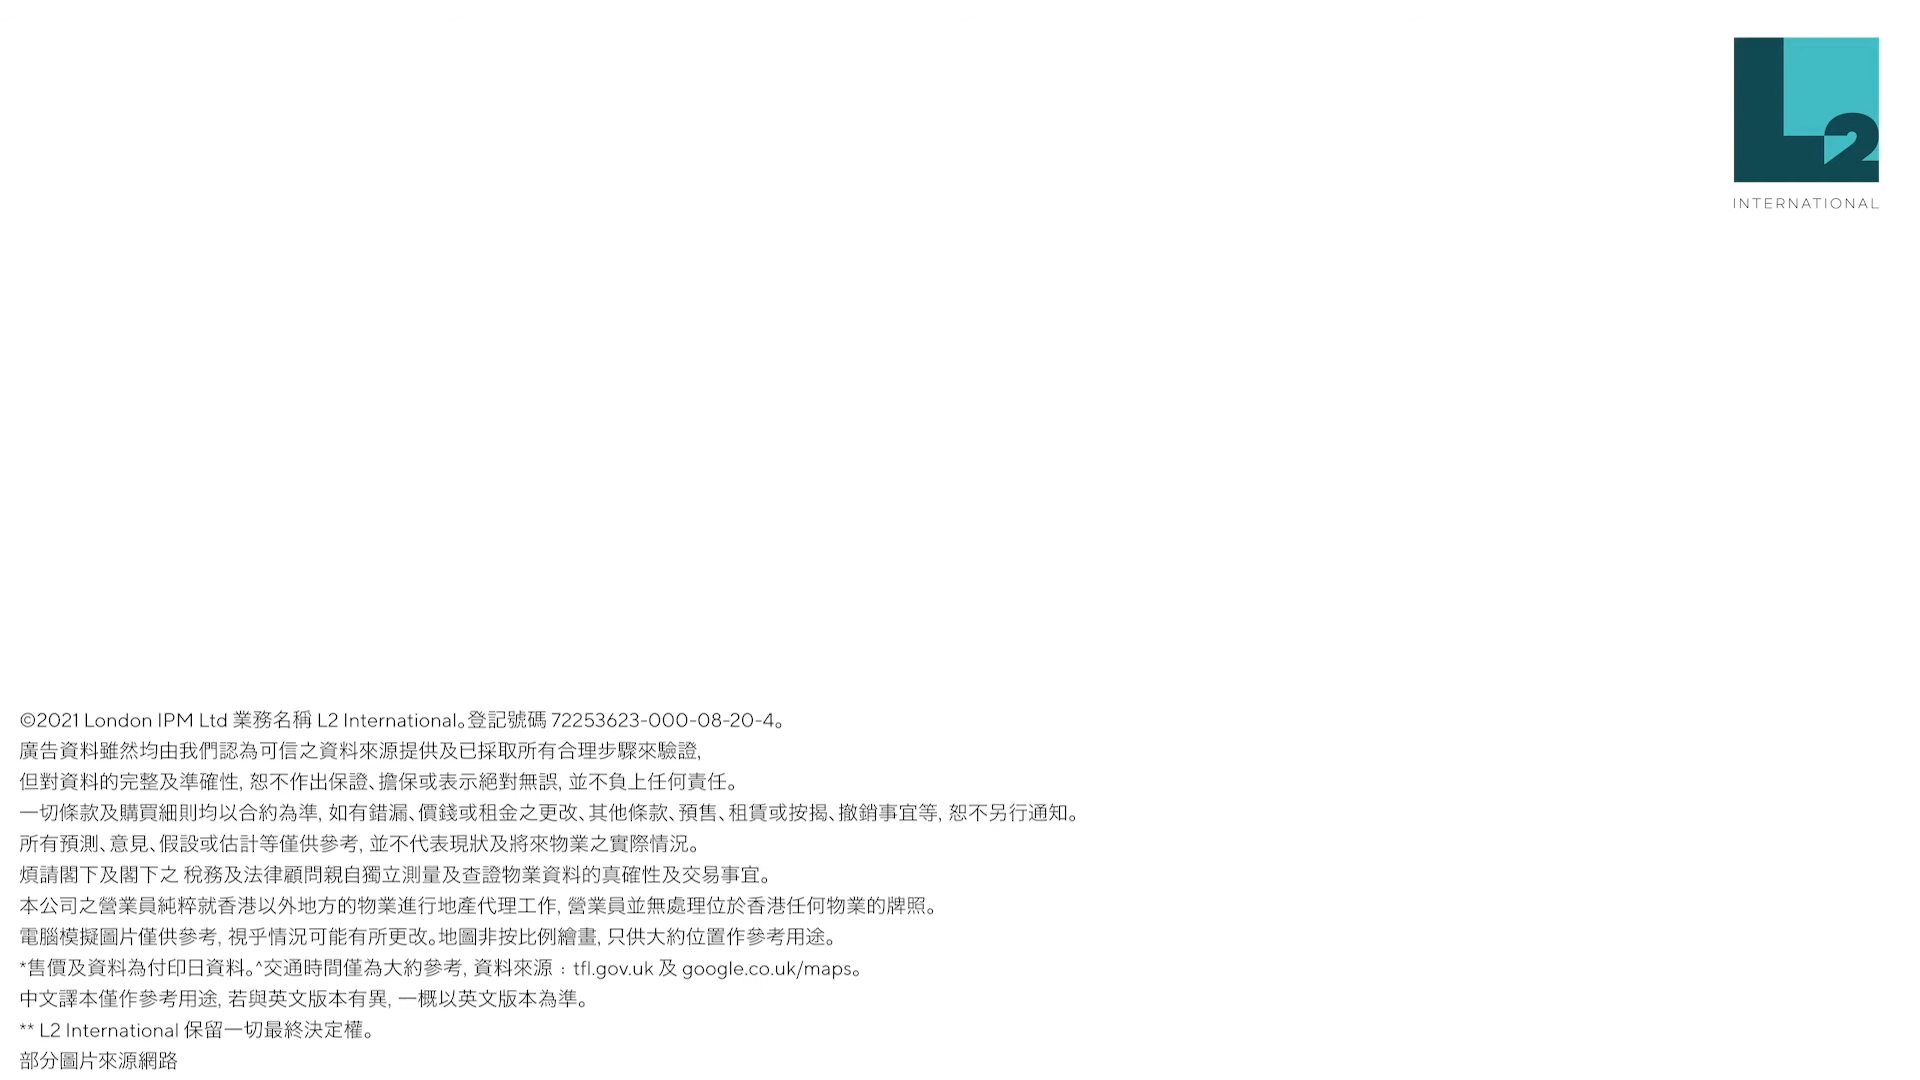 L2
INTERNATIONAL
©2021 London IPM Ltd 業務名稱 L2 International。登記號碼 72253623-000-08-20-4。
廣告資料雖然均由我們認為可信之資料來源提供及已採取所有合理步驟來驗證,
但對資料的完整及準確性, 恕不作出保證、擔保或表示絕對無誤, 並不負上任何責任。
一切條款及購買細則均以合約為準, 如有錯漏、價錢或租金之更改、其他條款、預售、租賃或按揭、撤銷事宜等, 恕不另行通知。
所有預測、意見、假設或估計等僅供參考, 並不代表現狀及將來物業之實際情況。
煩請閣下及閣下之 稅務及法律顧問親自獨立測量及查證物業資料的真確性及交易事宜。
本公司之營業員純粹就香港以外地方的物業進行地產代理工作, 營業員並無處理位於香港任何物業的牌照。
電腦模擬圖片僅供參考, 視乎情況可能有所更改。地圖非按比例繪畫, 只供大約位置作參考用途。
*售價及資料為付印日資料。^交通時間僅為大約參考, 資料來源：tfl.gov.uk 及 google.co.uk/maps。
中文譯本僅作參考用途, 若與英文版本有異, 一概以英文版本為準。
** L2 International 保留一切最終決定權。
部分圖片來源網路